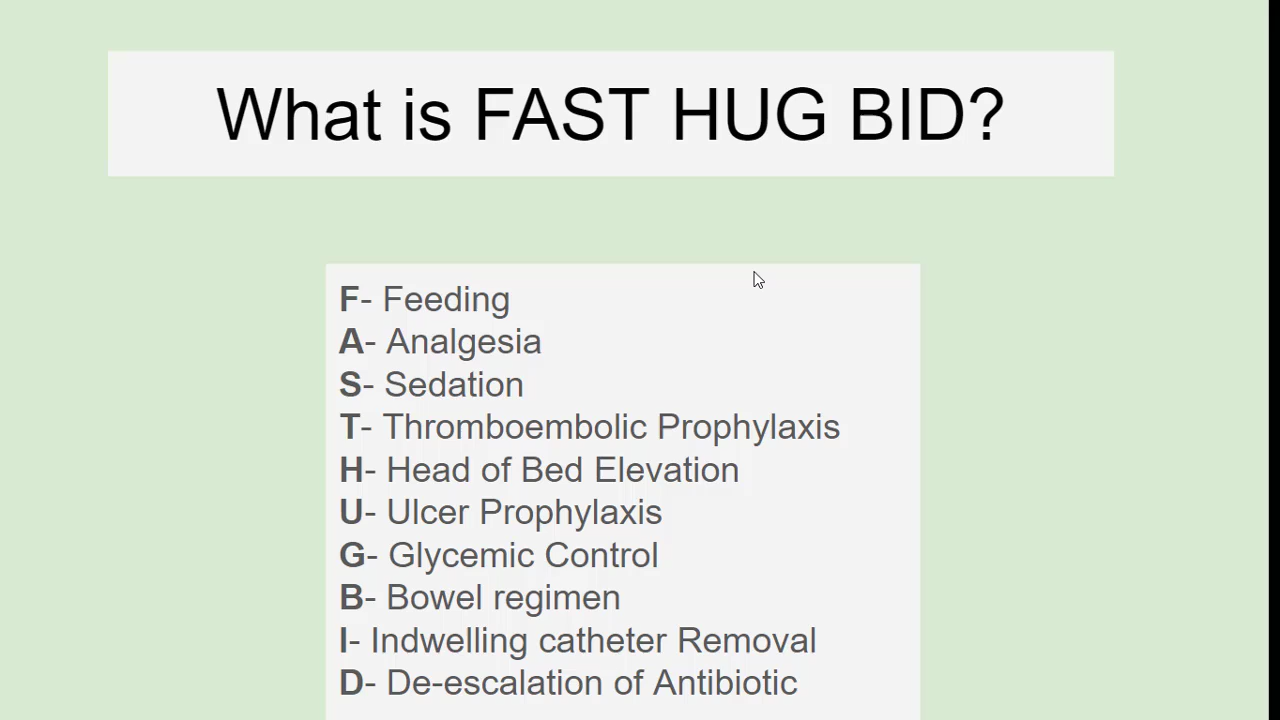 What is FAST HUG BID?
F- Feeding
A- Analgesia
S- Sedation
T- Thromboembolic Prophylaxis
H- Head of Bed Elevation
U- Ulcer Prophylaxis
G- Glycemic Control
B- Bowel regimen
I- Indwelling catheter Removal
D- De-escalation of Antibiotic